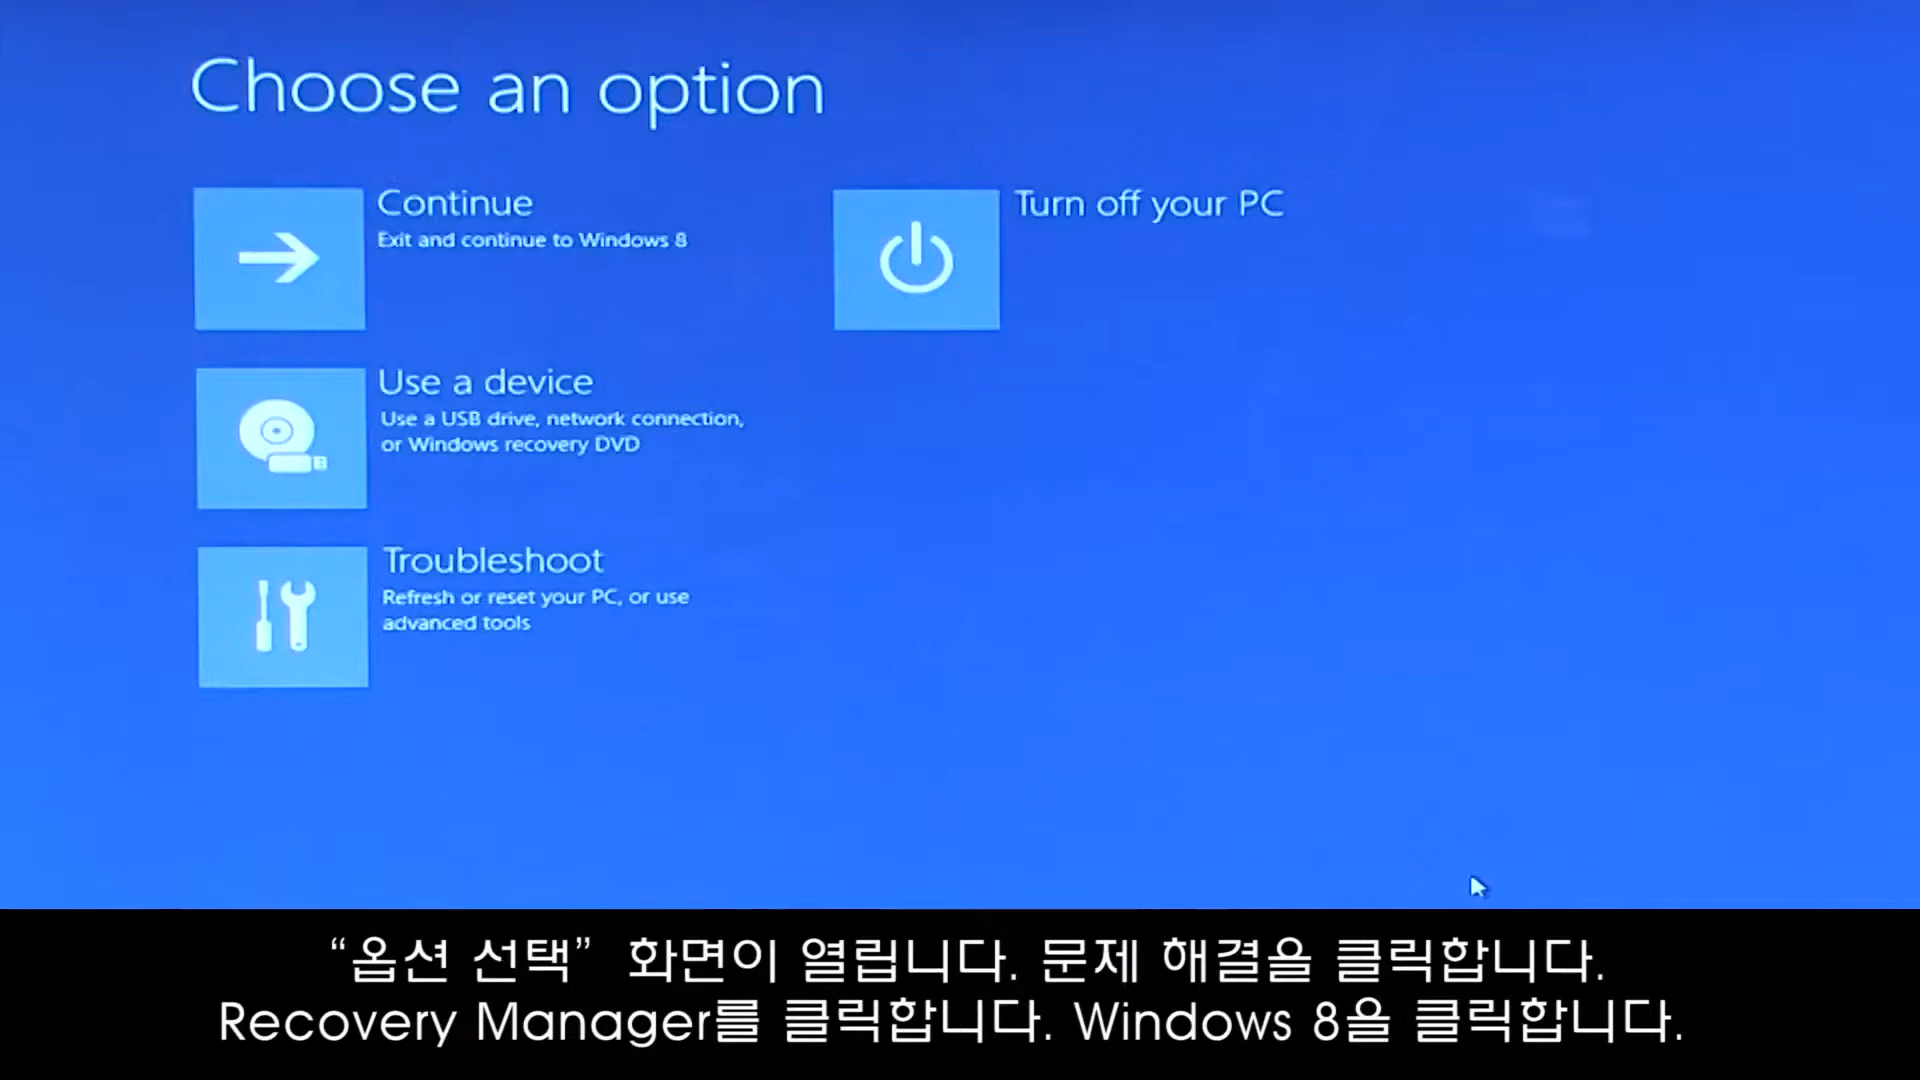 Choose an option
Continue
Exit and continue to Windows 8
Turn off your PC
Use a device
Use a USB drive, network connection,
or Windows recovery DVD
Troubleshoot
Refresh or reset your PC, or use
advanced tools
“옵션 선택” 화면이 열립니다. 문제 해결을 클릭합니다.
Recovery Manager를 클릭합니다. Windows 8을 클릭합니다.